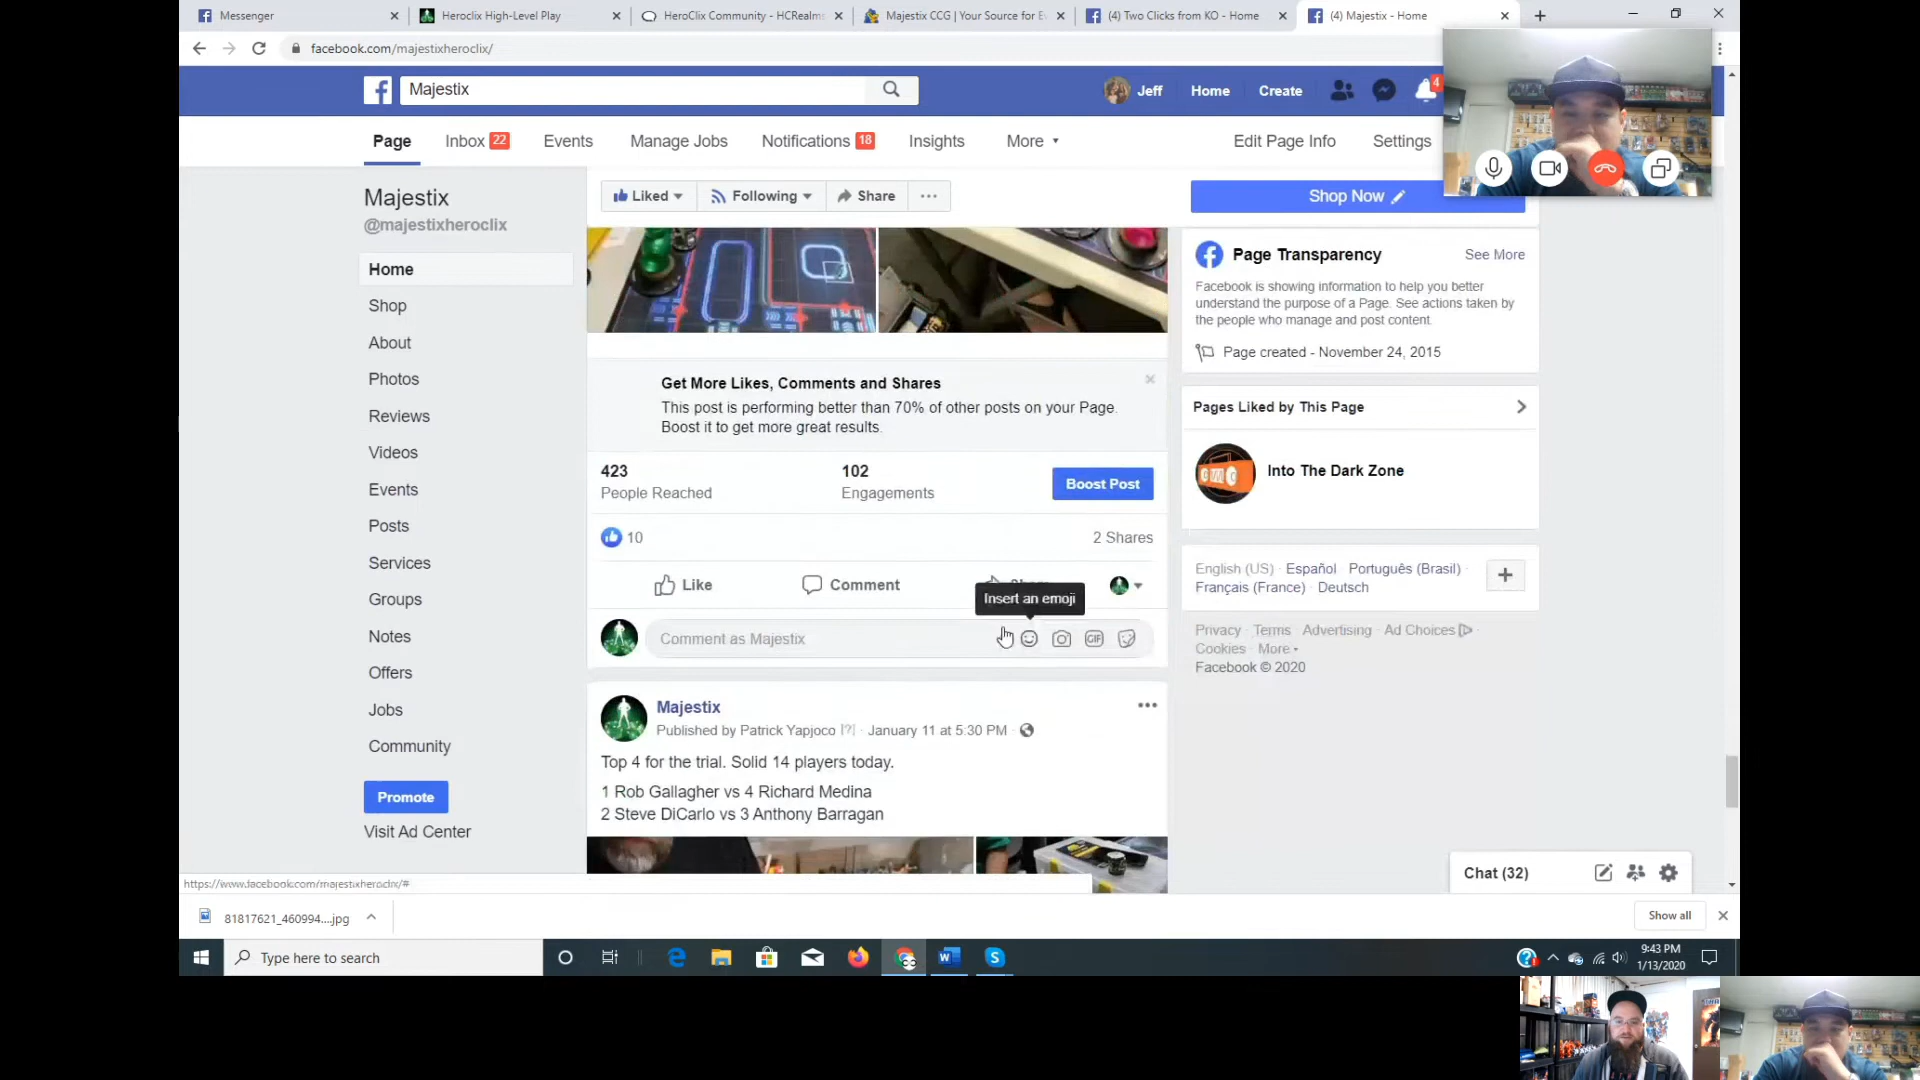 Messenger
Heroclix High-Level Play
HeroClix Community - HCRealms
Majestix CCG | Your Source for E
(4) Two Clicks from KO - Home
(4) Majestix - Home
facebook.com/majestixheroclix/
Majestix
Jeff
Home
Create
4
Page
Inbox 22
Events
Manage Jobs
Notifications 18
Insights
More
Edit Page Info
Settings
Majestix
@majestixheroclix
Liked
Following
Share
Shop Now
Home
Shop
About
Photos
Reviews
Videos
Events
Posts
Services
Groups
Notes
Offers
Jobs
Community
Promote
Visit Ad Center
Get More Likes, Comments and Shares
This post is performing better than 70% of other posts on your Page.
Boost it to get more great results.
423
People Reached
102
Engagements
Boost Post
10
2 Shares
Like
Comment
Insert an emoji
Comment as Majestix
GIF
Majestix
Published by Patrick Yapjoco [?] · January 11 at 5:30 PM ·
Top 4 for the trial. Solid 14 players today.
1 Rob Gallagher vs 4 Richard Medina
2 Steve DiCarlo vs 3 Anthony Barragan
Page Transparency
See More
Facebook is showing information to help you better
understand the purpose of a Page. See actions taken by
the people who manage and post content.
Page created - November 24, 2015
Pages Liked by This Page
Into The Dark Zone
English (US) · Español · Português (Brasil) ·
Français (France) · Deutsch
Privacy · Terms · Advertising · Ad Choices ·
Cookies · More
Facebook © 2020
Chat (32)
https://www.facebook.com/majestixheroclix/#
81817621_460994....jpg
Show all
Type here to search
9:43 PM
1/13/2020